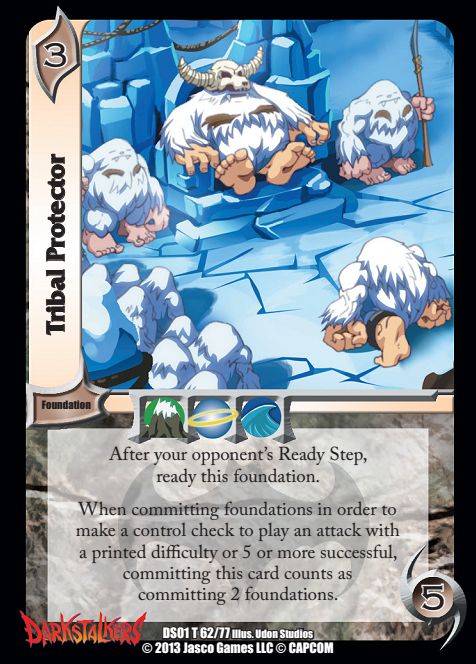 3
Tribal Protector
Foundation
After your opponent's Ready Step,
ready this foundation.
When committing foundations in order to
make a control check to play an attack with
a printed difficulty or 5 or more successful,
committing this card counts as
committing 2 foundations.
5
DARKSTALKERS
DS01 T 62/77 Illus. Udon Studios
© 2013 Jasco Games LLC © CAPCOM